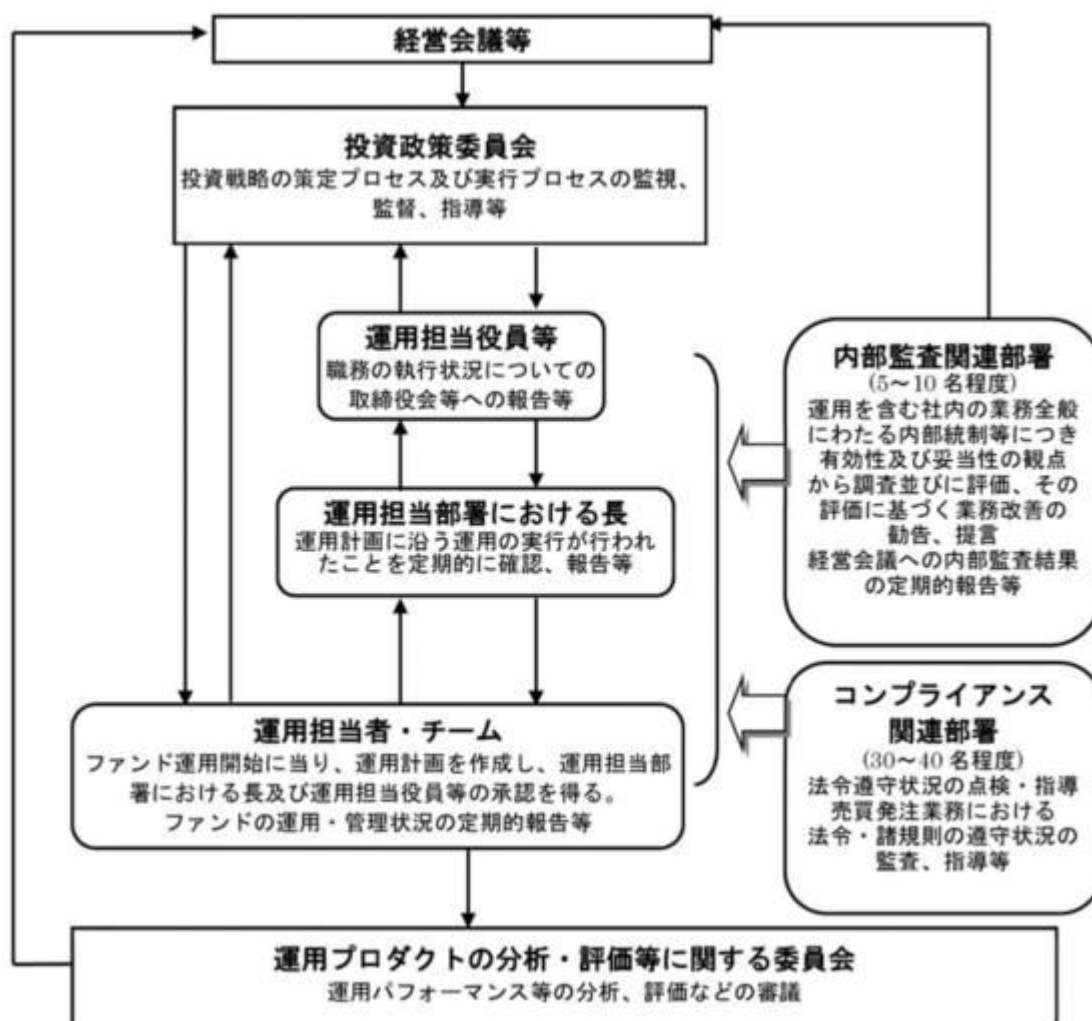 経営会議等
投資政策委員会
投資戦略の策定プロセス及び実行プロセスの監視、
監督、指導等
運用担当役員等
職務の執行状況についての
取締役会等への報告等
運用担当部署における長
運用計画に沿う運用の実行が行われ
たことを定期的に確認、報告等
運用担当者・チーム
ファンド運用開始に当り、運用計画を作成し、運用担当部
署における長及び運用担当役員等の承認を得る。
ファンドの運用・管理状況の定期的報告等
内部監査関連部署
(5～10 名程度)
運用を含む社内の業務全般
にわたる内部統制等につき
有効性及び妥当性の観点
から調査並びに評価、その
評価に基づく業務改善の
勧告、提言
経営会議への内部監査結果
の定期的報告等
コンプライアンス
関連部署
(30～40 名程度)
法令遵守状況の点検・指導
売買発注業務における
法令・諸規則の遵守状況の
監査、指導等
運用プロダクトの分析・評価等に関する委員会
運用パフォーマンス等の分析、評価などの審議